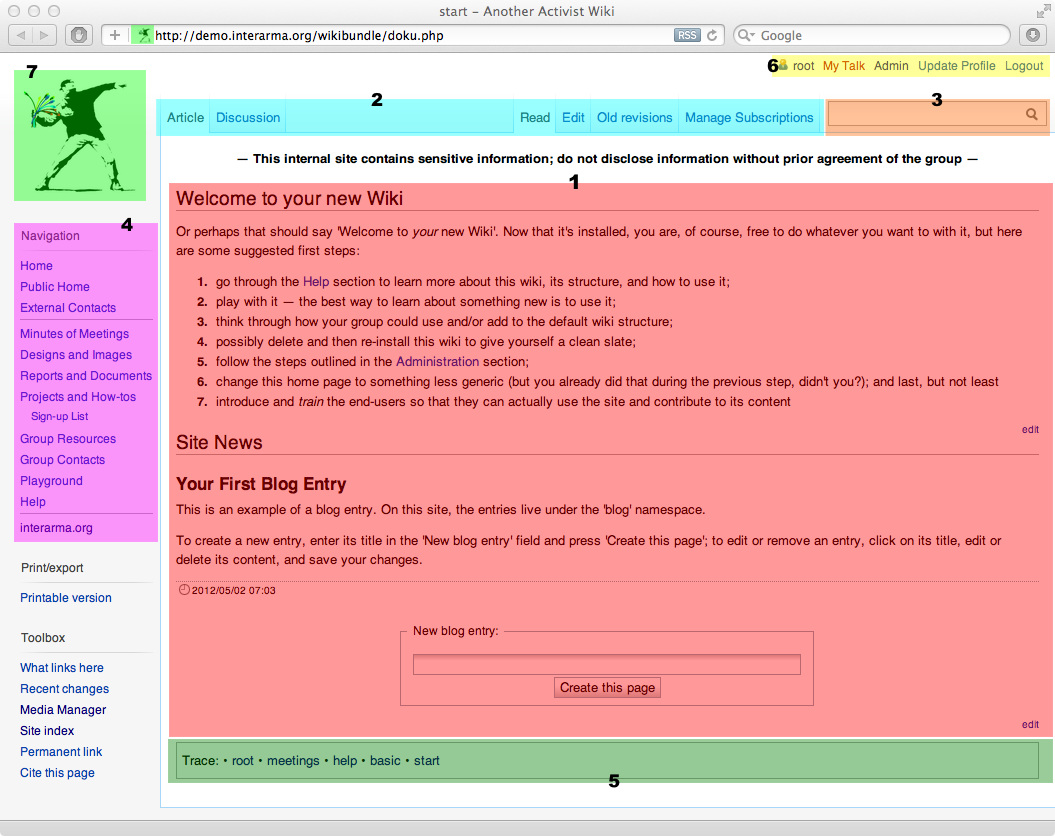 start – Another Activist Wiki
http://demo.interarma.org/wikibundle/doku.php RSS Google
7
6 root My Talk Admin Update Profile Logout
2 3
Article Discussion Read Edit Old revisions Manage Subscriptions
— This internal site contains sensitive information; do not disclose information without prior agreement of the group —
1
Welcome to your new Wiki
Or perhaps that should say 'Welcome to your new Wiki'. Now that it's installed, you are, of course, free to do whatever you want to with it, but here
are some suggested first steps:
1. go through the Help section to learn more about this wiki, its structure, and how to use it;
2. play with it — the best way to learn about something new is to use it;
3. think through how your group could use and/or add to the default wiki structure;
4. possibly delete and then re-install this wiki to give yourself a clean slate;
5. follow the steps outlined in the Administration section;
6. change this home page to something less generic (but you already did that during the previous step, didn't you?); and last, but not least
7. introduce and train the end-users so that they can actually use the site and contribute to its content
edit
Site News
Your First Blog Entry
This is an example of a blog entry. On this site, the entries live under the 'blog' namespace.
To create a new entry, enter its title in the 'New blog entry' field and press 'Create this page'; to edit or remove an entry, click on its title, edit or
delete its content, and save your changes.
2012/05/02 07:03
New blog entry:
Create this page
edit
Trace: • root • meetings • help • basic • start
5
4
Navigation
Home
Public Home
External Contacts
Minutes of Meetings
Designs and Images
Reports and Documents
Projects and How-tos
Sign-up List
Group Resources
Group Contacts
Playground
Help
interarma.org
Print/export
Printable version
Toolbox
What links here
Recent changes
Media Manager
Site index
Permanent link
Cite this page